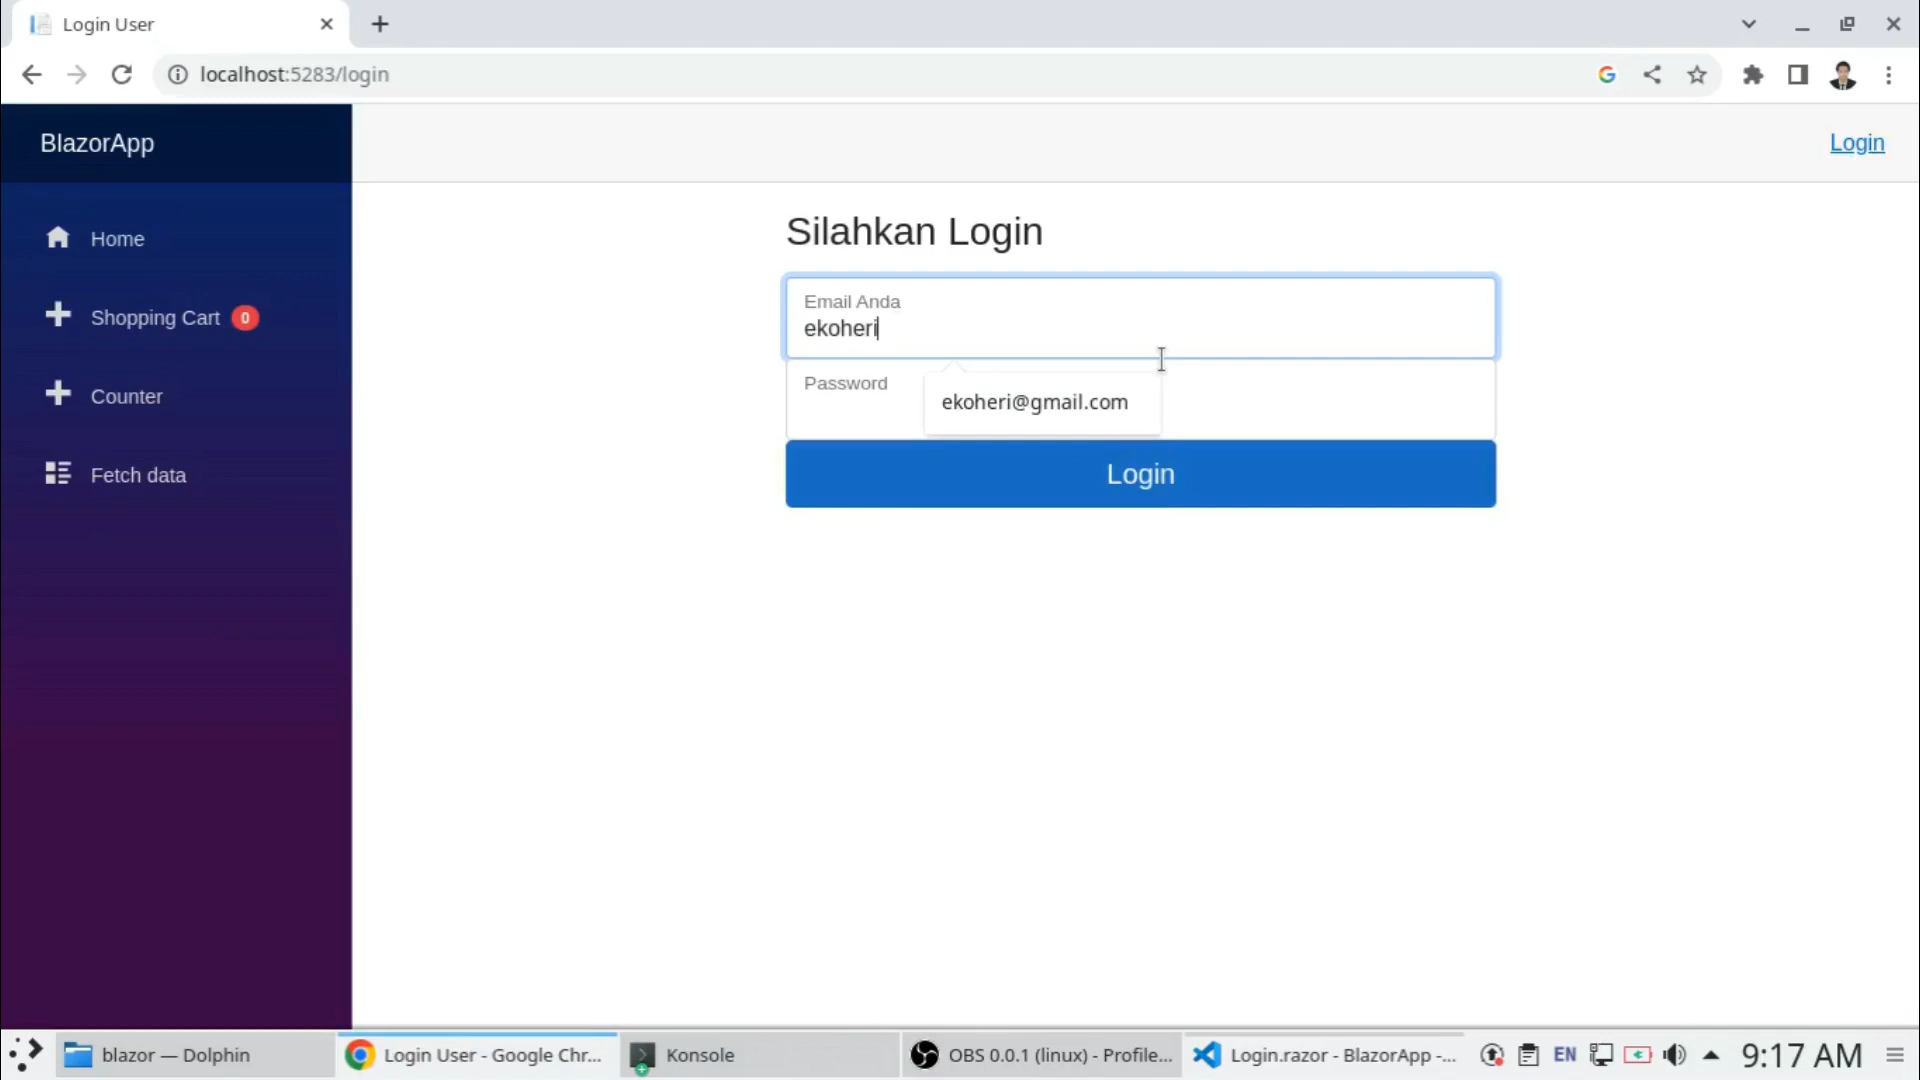 Login User
localhost:5283/login
BlazorApp
Login
Home
Shopping Cart 0
Counter
Fetch data
Silahkan Login
Email Anda
ekoheri
Password
ekoheri@gmail.com
Login
blazor — Dolphin
Login User - Google Chr...
Konsole
OBS 0.0.1 (linux) - Profile...
Login.razor - BlazorApp -...
EN
9:17 AM